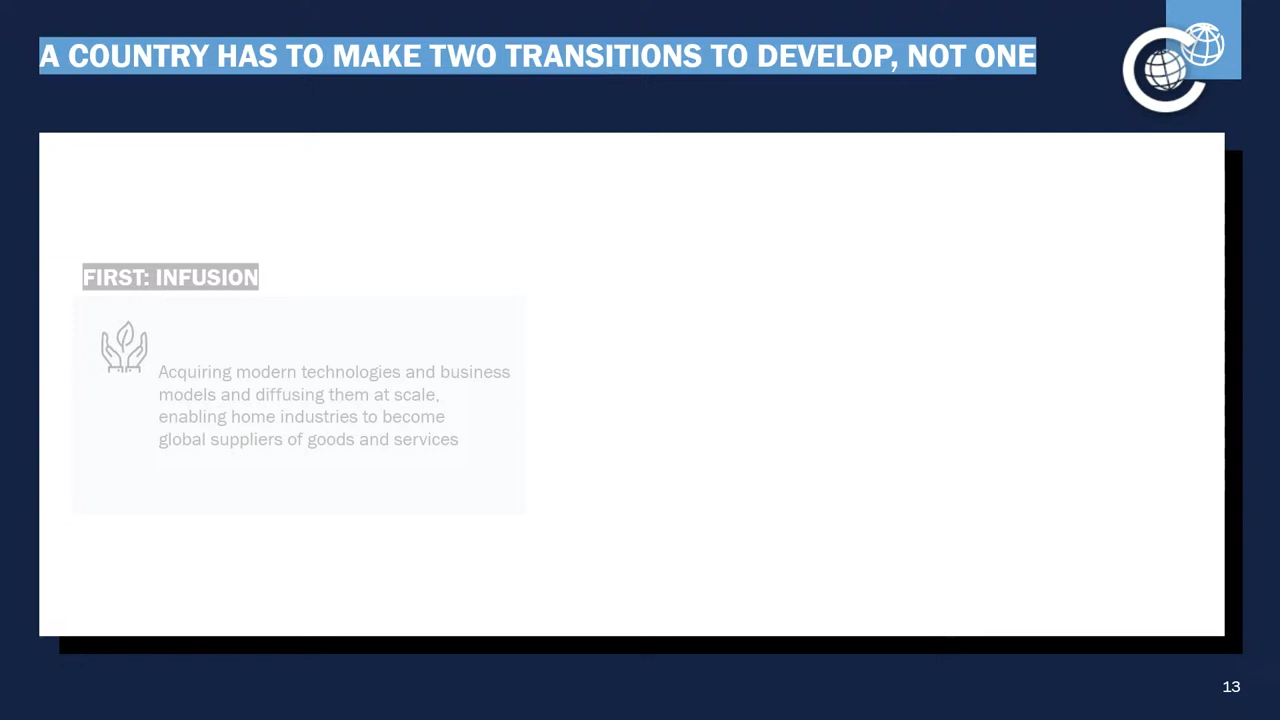 A COUNTRY HAS TO MAKE TWO TRANSITIONS TO DEVELOP, NOT ONE
FIRST: INFUSION
Acquiring modern technologies and business
models and diffusing them at scale,
enabling home industries to become
global suppliers of goods and services
13